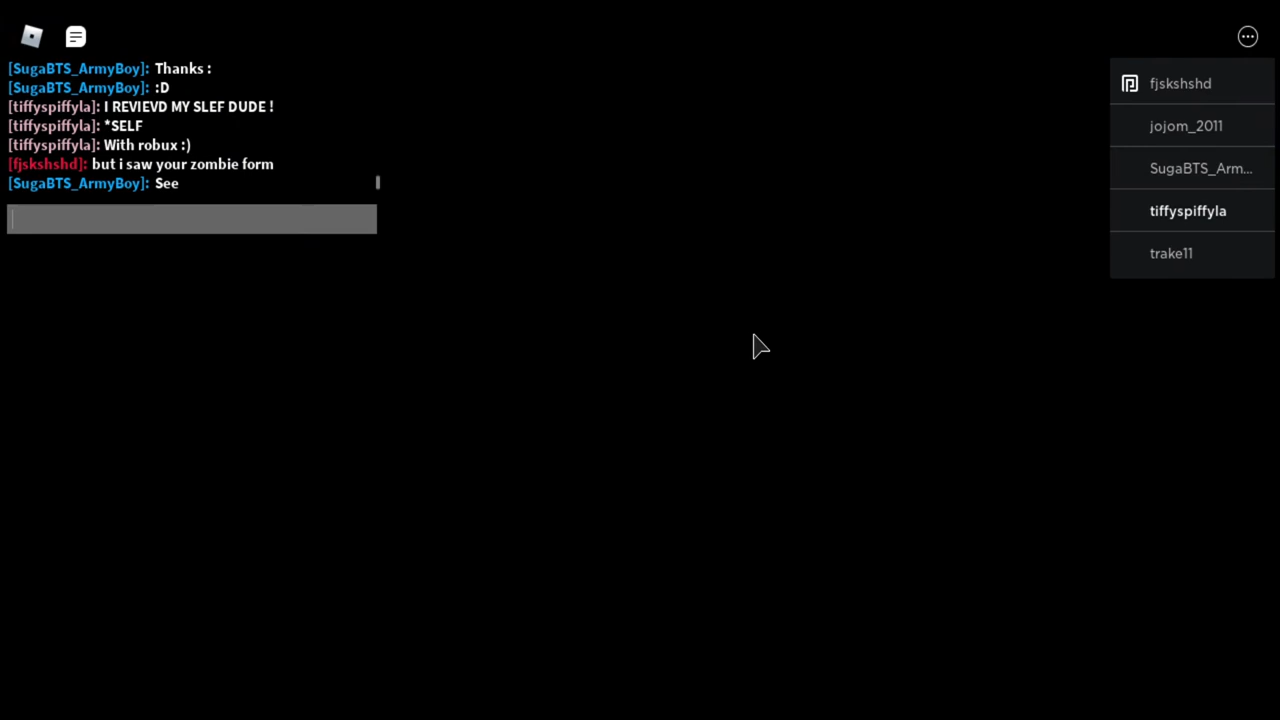 [SugaBTS_ArmyBoy]: Thanks :
[SugaBTS_ArmyBoy]: :D
[tiffyspiffyla]: I REVIEVD MY SLEF DUDE !
[tiffyspiffyla]: *SELF
[tiffyspiffyla]: With robux :)
[fjskshshd]: but i saw your zombie form
[SugaBTS_ArmyBoy]: See
fjskshshd
jojom_2011
SugaBTS_Arm...
tiffyspiffyla
trake11